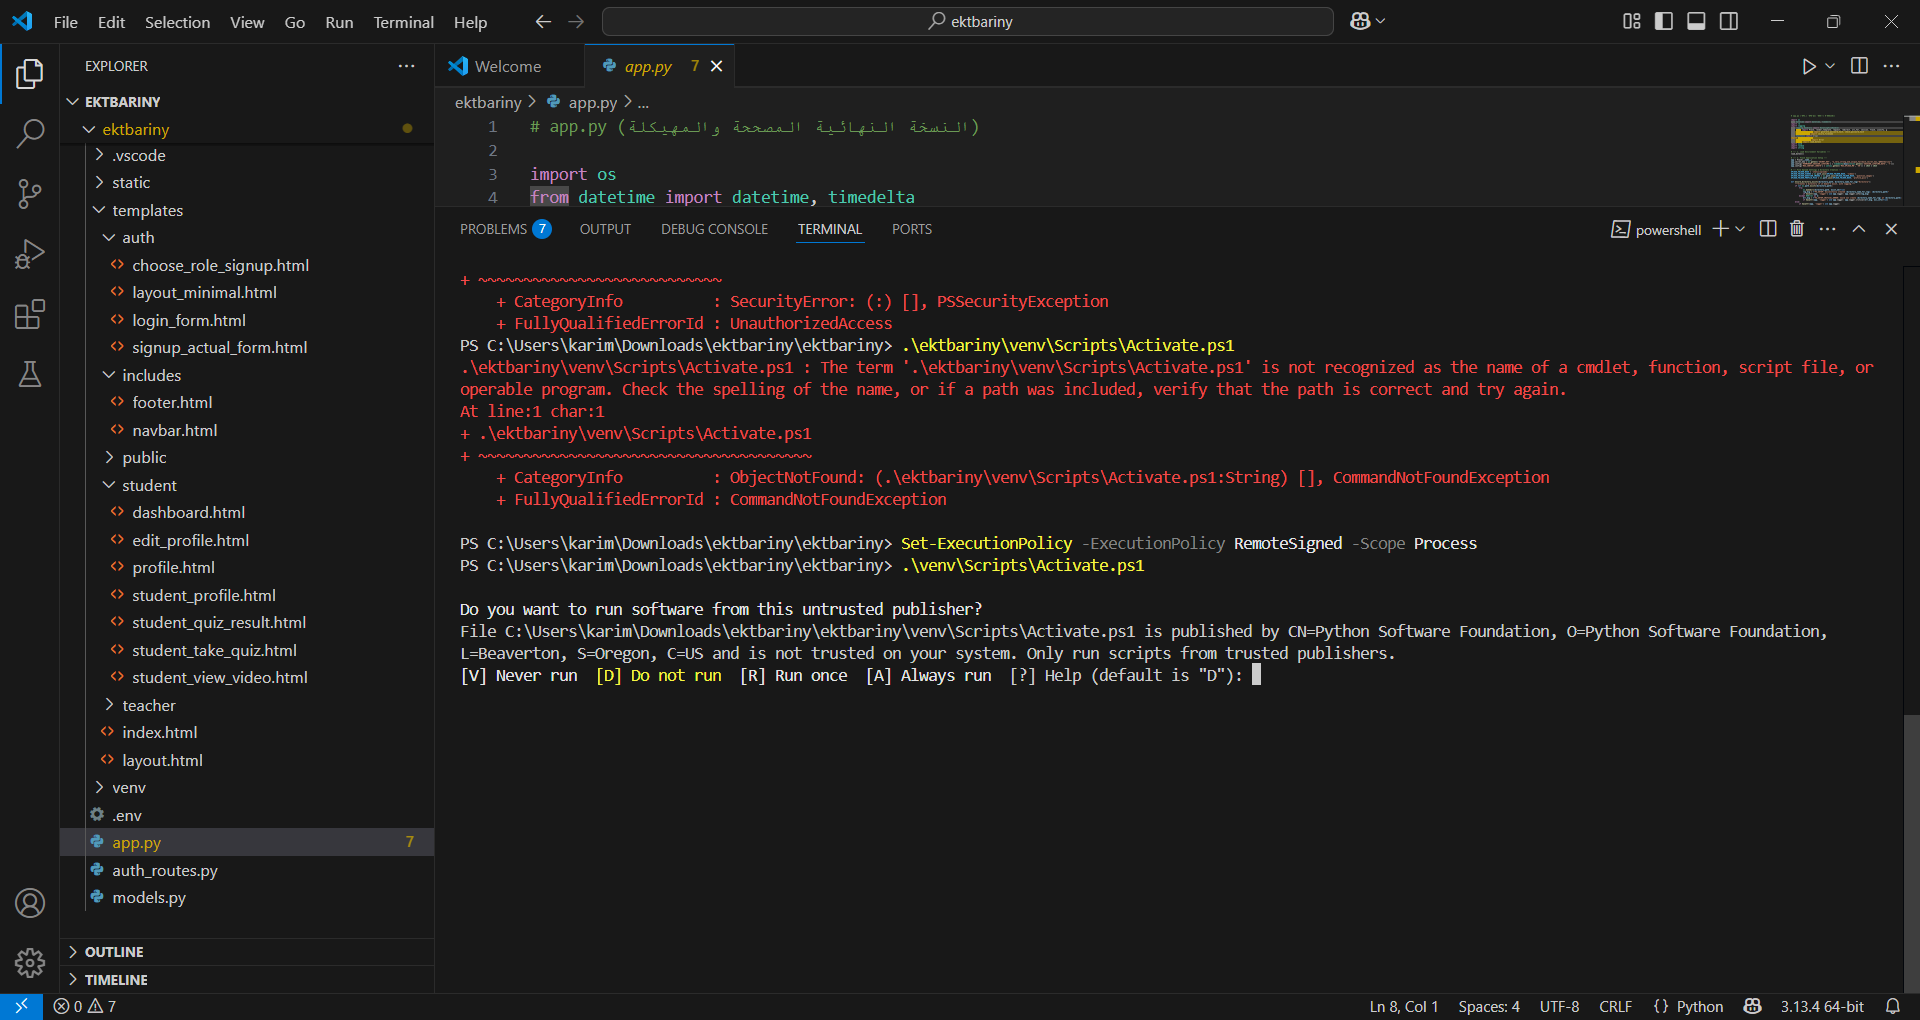 File Edit Selection View Go Run Terminal Help
ektbariny
EXPLORER
EKTBARINY
ektbariny
.vscode
static
templates
auth
choose_role_signup.html
layout_minimal.html
login_form.html
signup_actual_form.html
includes
footer.html
navbar.html
public
student
dashboard.html
edit_profile.html
profile.html
student_profile.html
student_quiz_result.html
student_take_quiz.html
student_view_video.html
teacher
index.html
layout.html
venv
.env
app.py 7
auth_routes.py
models.py
OUTLINE
TIMELINE
Welcome
app.py 7
ektbariny > app.py > ...
1 # app.py (النسخة النهائية المصححة والمهيكلة)
2
3 import os
4 from datetime import datetime, timedelta
PROBLEMS 7 OUTPUT DEBUG CONSOLE TERMINAL PORTS
powershell
+ ~~~~~~~~~~~~~~~~~~~~~~~~~~~
+ CategoryInfo          : SecurityError: (:) [], PSSecurityException
+ FullyQualifiedErrorId : UnauthorizedAccess
PS C:\Users\karim\Downloads\ektbariny\ektbariny> .\ektbariny\venv\Scripts\Activate.ps1
.\ektbariny\venv\Scripts\Activate.ps1 : The term '.\ektbariny\venv\Scripts\Activate.ps1' is not recognized as the name of a cmdlet, function, script file, or
operable program. Check the spelling of the name, or if a path was included, verify that the path is correct and try again.
At line:1 char:1
+ .\ektbariny\venv\Scripts\Activate.ps1
+ ~~~~~~~~~~~~~~~~~~~~~~~~~~~~~~~~~~~~~
+ CategoryInfo          : ObjectNotFound: (.\ektbariny\venv\Scripts\Activate.ps1:String) [], CommandNotFoundException
+ FullyQualifiedErrorId : CommandNotFoundException
PS C:\Users\karim\Downloads\ektbariny\ektbariny> Set-ExecutionPolicy -ExecutionPolicy RemoteSigned -Scope Process
PS C:\Users\karim\Downloads\ektbariny\ektbariny> .\venv\Scripts\Activate.ps1
Do you want to run software from this untrusted publisher?
File C:\Users\karim\Downloads\ektbariny\ektbariny\venv\Scripts\Activate.ps1 is published by CN=Python Software Foundation, O=Python Software Foundation,
L=Beaverton, S=Oregon, C=US and is not trusted on your system. Only run scripts from trusted publishers.
[V] Never run  [D] Do not run  [R] Run once  [A] Always run  [?] Help (default is "D"):
0 7
Ln 8, Col 1 Spaces: 4 UTF-8 CRLF {} Python 3.13.4 64-bit